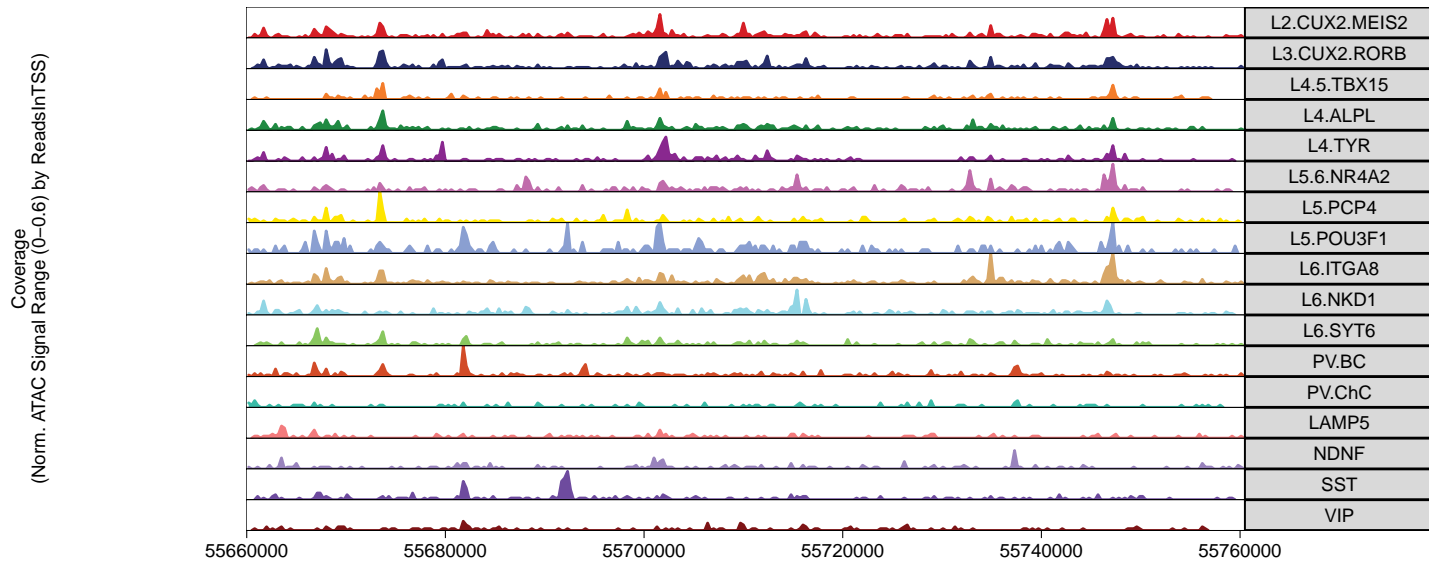 Coverage
(Norm. ATAC Signal Range (0−0.6) by ReadsInTSS)
L2.CUX2.MEIS2
L3.CUX2.RORB
L4.5.TBX15
L4.ALPL
L4.TYR
L5.6.NR4A2
L5.PCP4
L5.POU3F1
L6.ITGA8
L6.NKD1
L6.SYT6
PV.BC
PV.ChC
LAMP5
NDNF
SST
VIP
55660000 55680000 55700000 55720000 55740000 55760000